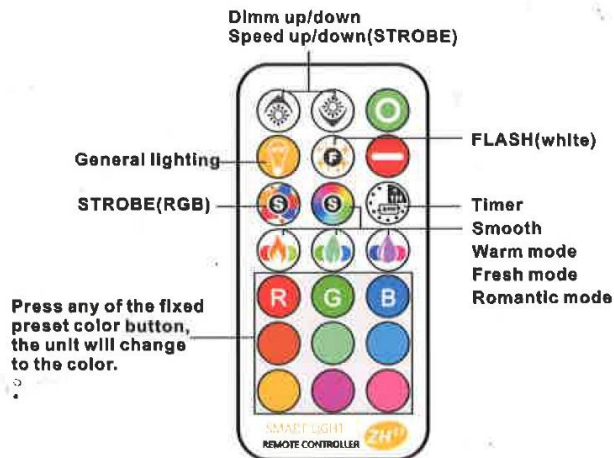 Dimm up/down
Speed up/down(STROBE)
General lighting
FLASH(white)
F
STROBE(RGB)
S
S
Timer
Smooth
Warm mode
Fresh mode
Romantic mode
Press any of the fixed
preset color button,
the unit will change
to the color.
R G B
SMART LIGHT
REMOTE CONTROLLER